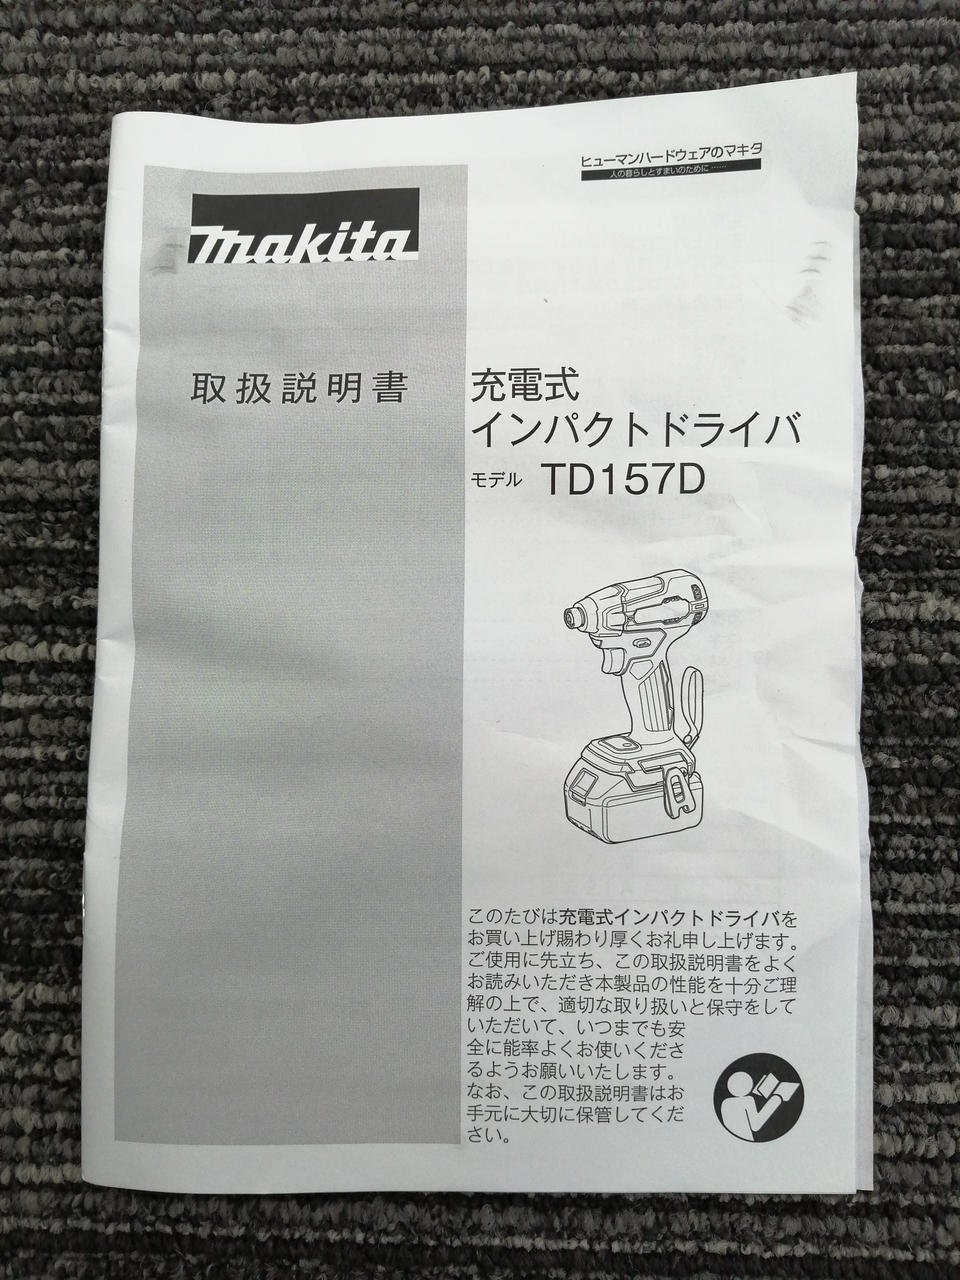 ヒューマンハードウェアのマキタ
人の暮らしとすまいのために……
makita
取扱説明書
充電式
インパクトドライバ
モデル TD157D
このたびは充電式インパクトドライバを
お買い上げ賜わり厚くお礼申し上げます。
ご使用に先立ち、この取扱説明書をよく
お読みいただき本製品の性能を十分ご理
解の上で、適切な取り扱いと保守をして
いただいて、いつまでも安
全に能率よくお使いくださ
るようお願いいたします。
なお、この取扱説明書はお
手元に大切に保管してくだ
さい。